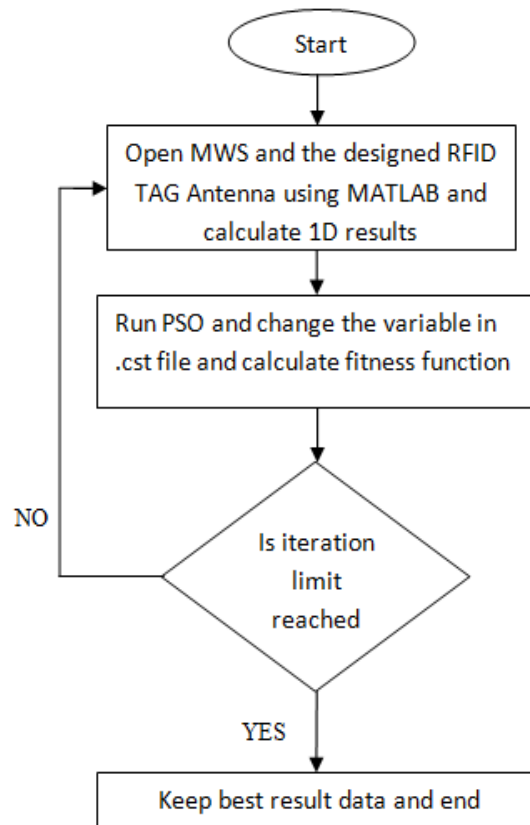 Start
Open MWS and the designed RFID
TAG Antenna using MATLAB and
calculate 1D results
Run PSO and change the variable in
.cst file and calculate fitness function
Is iteration
limit
reached
NO
YES
Keep best result data and end